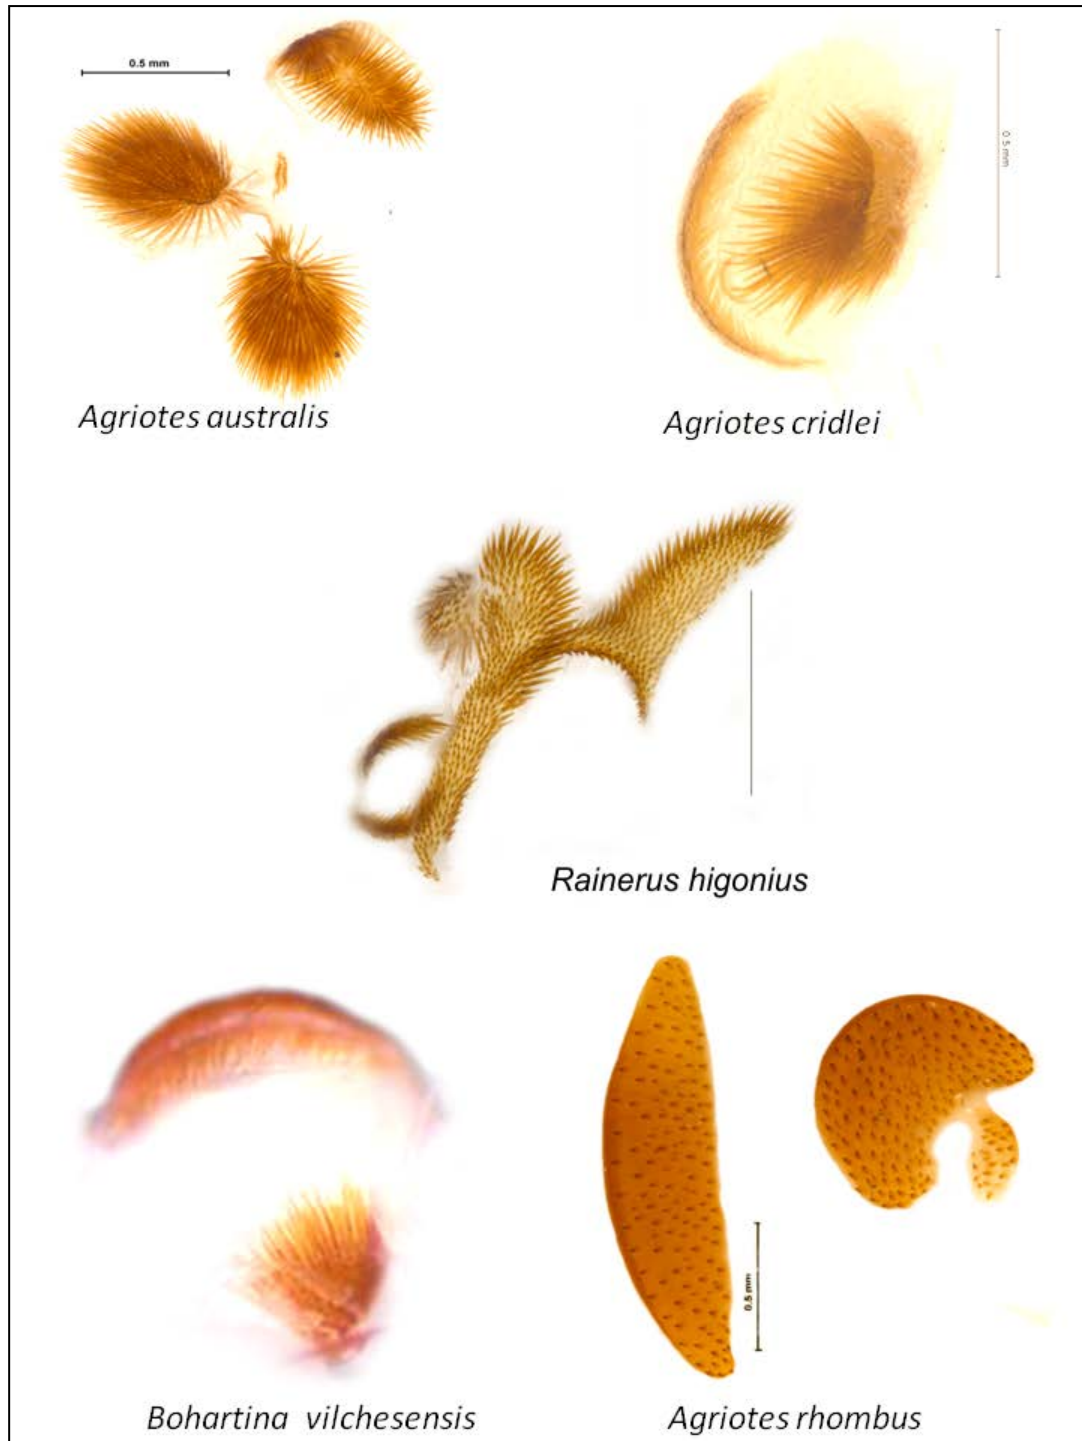 0.5 mm
0.5 mm
Agriotes australis
Agriotes cridlei
Rainerus higonius
0.5 mm
Bohartina vilchesensis
Agriotes rhombus